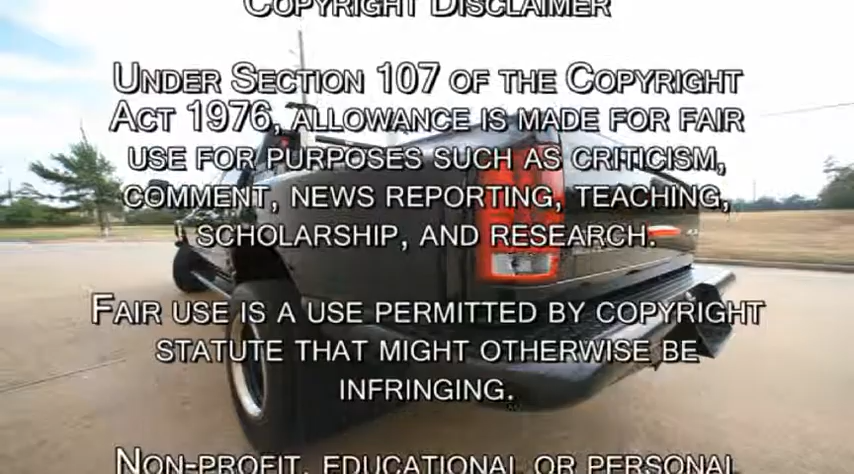 Copyright Disclaimer
Under Section 107 of the Copyright
Act 1976, allowance is made for fair
use for purposes such as criticism,
comment, news reporting, teaching,
scholarship, and research.
Fair use is a use permitted by copyright
statute that might otherwise be
infringing.
Non-profit, educational or personal